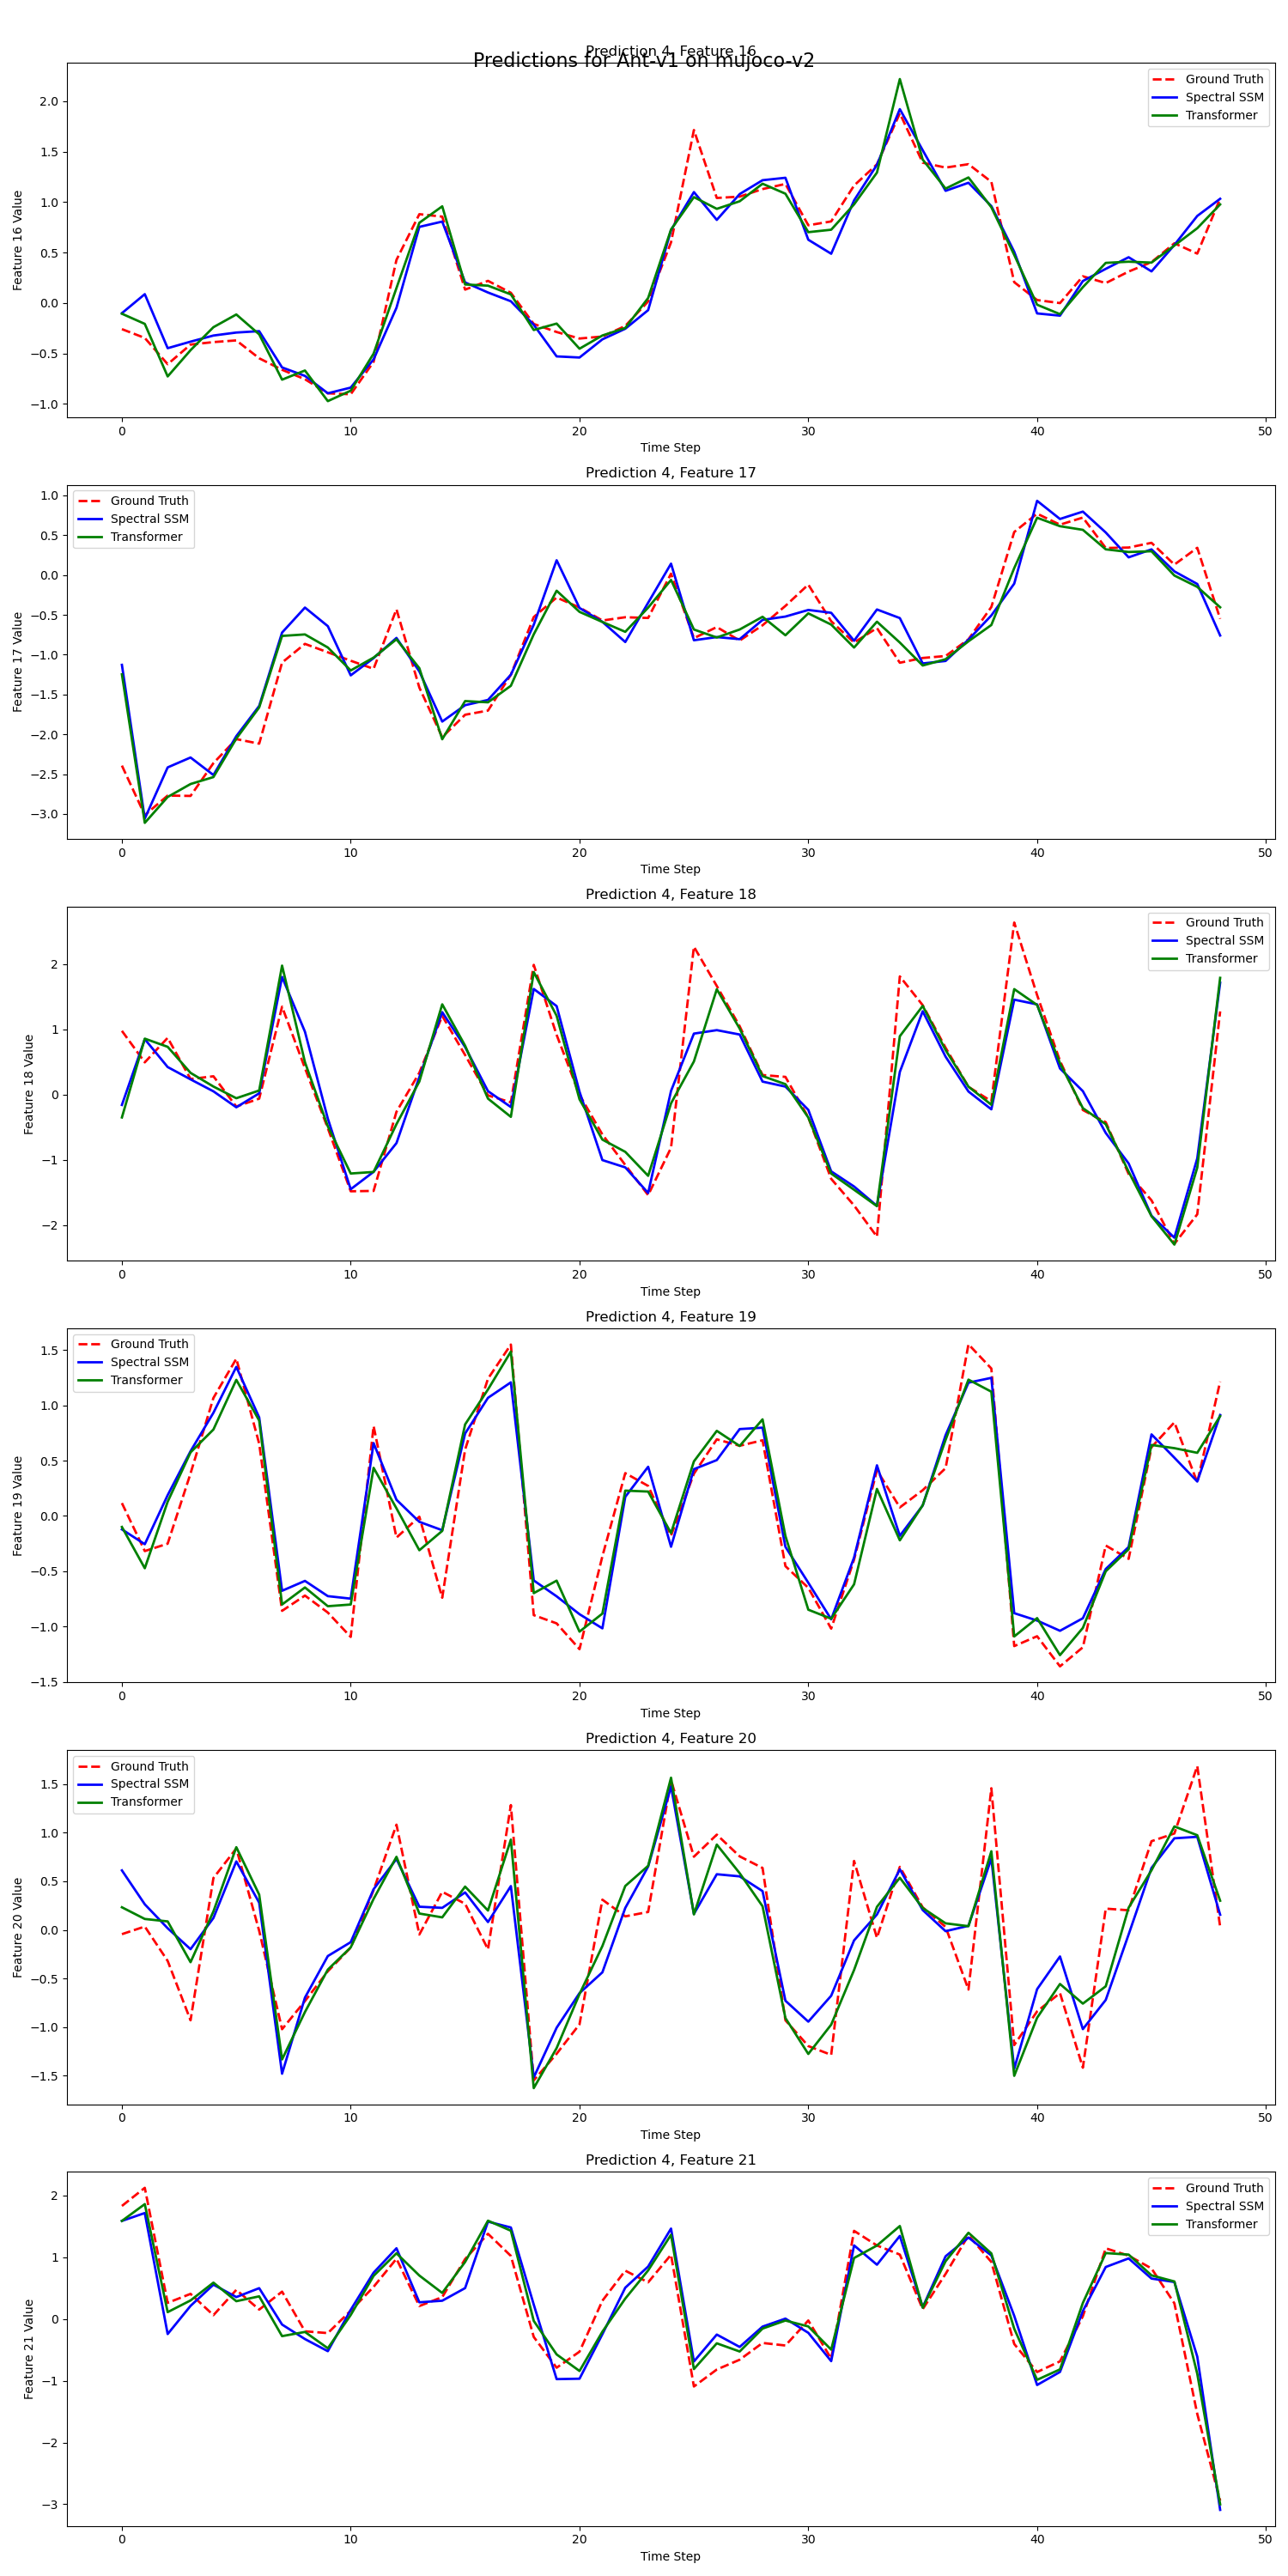 Prediction 4, Feature 16
Predictions for Ant-v1 on mujoco-v2
Ground Truth
Spectral SSM
Transformer
2.0
1.5
1.0
0.5
0.0
−0.5
−1.0
Feature 16 Value
0 10 20 30 40 50
Time Step
Prediction 4, Feature 17
Ground Truth
Spectral SSM
Transformer
1.0
0.5
0.0
−0.5
−1.0
−1.5
−2.0
−2.5
−3.0
Feature 17 Value
0 10 20 30 40 50
Time Step
Prediction 4, Feature 18
Ground Truth
Spectral SSM
Transformer
2
1
0
−1
−2
Feature 18 Value
0 10 20 30 40 50
Time Step
Prediction 4, Feature 19
Ground Truth
Spectral SSM
Transformer
1.5
1.0
0.5
0.0
−0.5
−1.0
−1.5
Feature 19 Value
0 10 20 30 40 50
Time Step
Prediction 4, Feature 20
Ground Truth
Spectral SSM
Transformer
1.5
1.0
0.5
0.0
−0.5
−1.0
−1.5
Feature 20 Value
0 10 20 30 40 50
Time Step
Prediction 4, Feature 21
Ground Truth
Spectral SSM
Transformer
2
1
0
−1
−2
−3
Feature 21 Value
0 10 20 30 40 50
Time Step